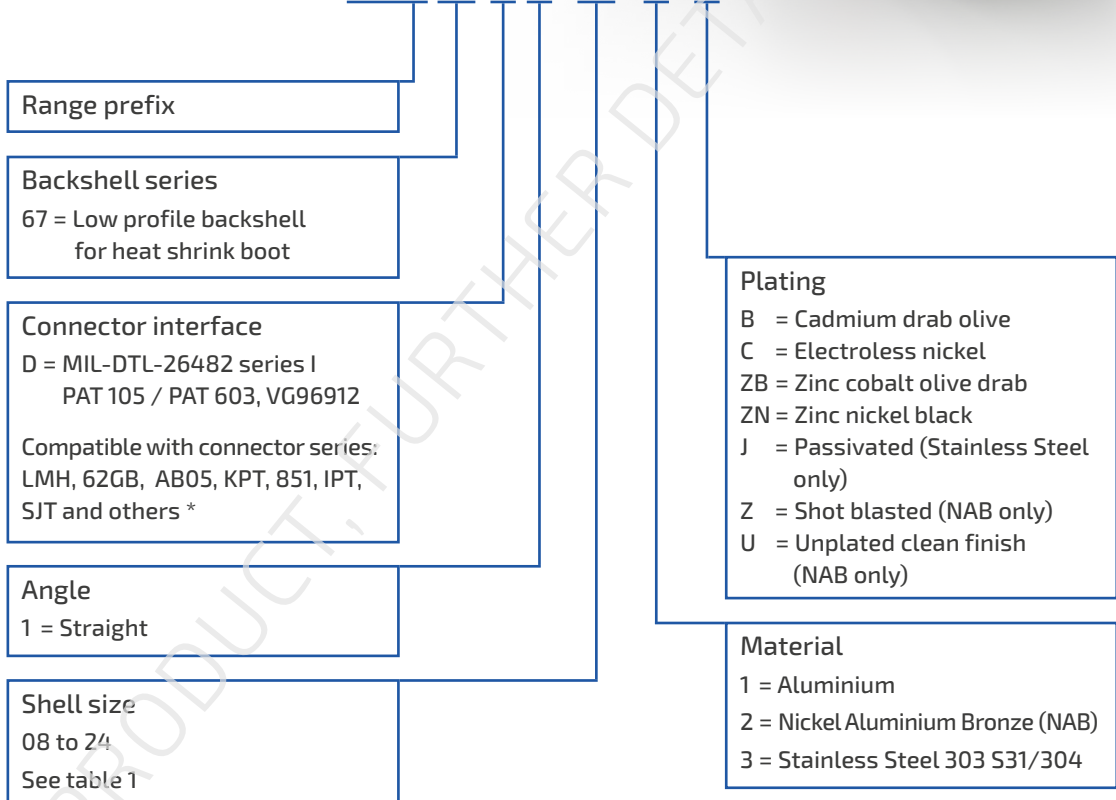 Range prefix
Backshell series
67 = Low profile backshell
for heat shrink boot
Connector interface
D = MIL-DTL-26482 series I
PAT 105 / PAT 603, VG96912
Compatible with connector series:
LMH, 62GB, AB05, KPT, 851, IPT,
SJT and others *
Angle
1 = Straight
Shell size
08 to 24
See table 1
Plating
B = Cadmium drab olive
C = Electroless nickel
ZB = Zinc cobalt olive drab
ZN = Zinc nickel black
J = Passivated (Stainless Steel
only)
Z = Shot blasted (NAB only)
U = Unplated clean finish
(NAB only)
Material
1 = Aluminium
2 = Nickel Aluminium Bronze (NAB)
3 = Stainless Steel 303 S31/304
PRODUCT, FURTHER